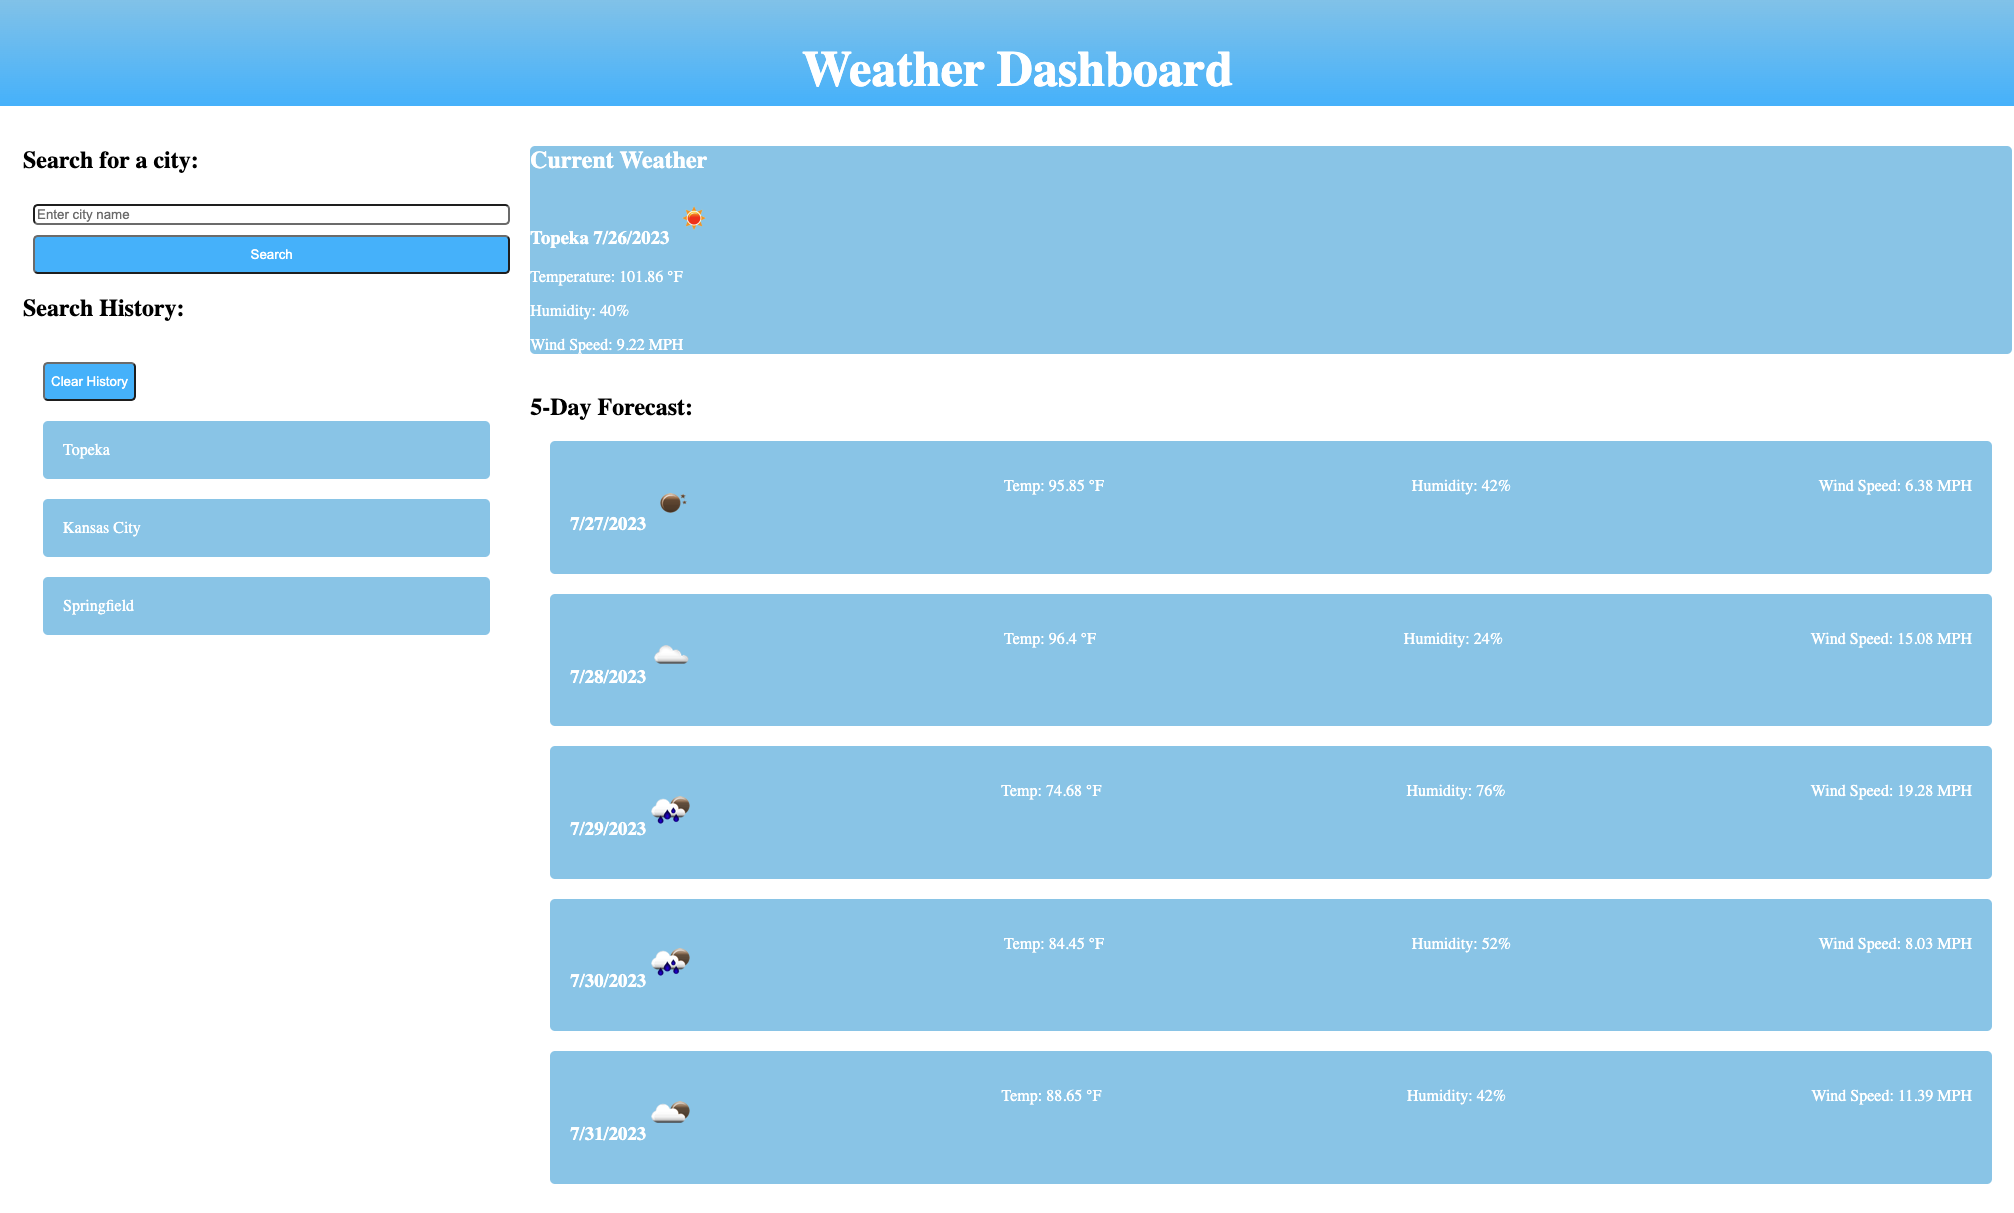 Weather Dashboard
Search for a city:
Enter city name
Search
Search History:
Clear History
Topeka
Kansas City
Springfield
Current Weather
Topeka 7/26/2023
Temperature: 101.86 °F
Humidity: 40%
Wind Speed: 9.22 MPH
5-Day Forecast:
7/27/2023 Temp: 95.85 °F Humidity: 42% Wind Speed: 6.38 MPH
7/28/2023 Temp: 96.4 °F Humidity: 24% Wind Speed: 15.08 MPH
7/29/2023 Temp: 74.68 °F Humidity: 76% Wind Speed: 19.28 MPH
7/30/2023 Temp: 84.45 °F Humidity: 52% Wind Speed: 8.03 MPH
7/31/2023 Temp: 88.65 °F Humidity: 42% Wind Speed: 11.39 MPH